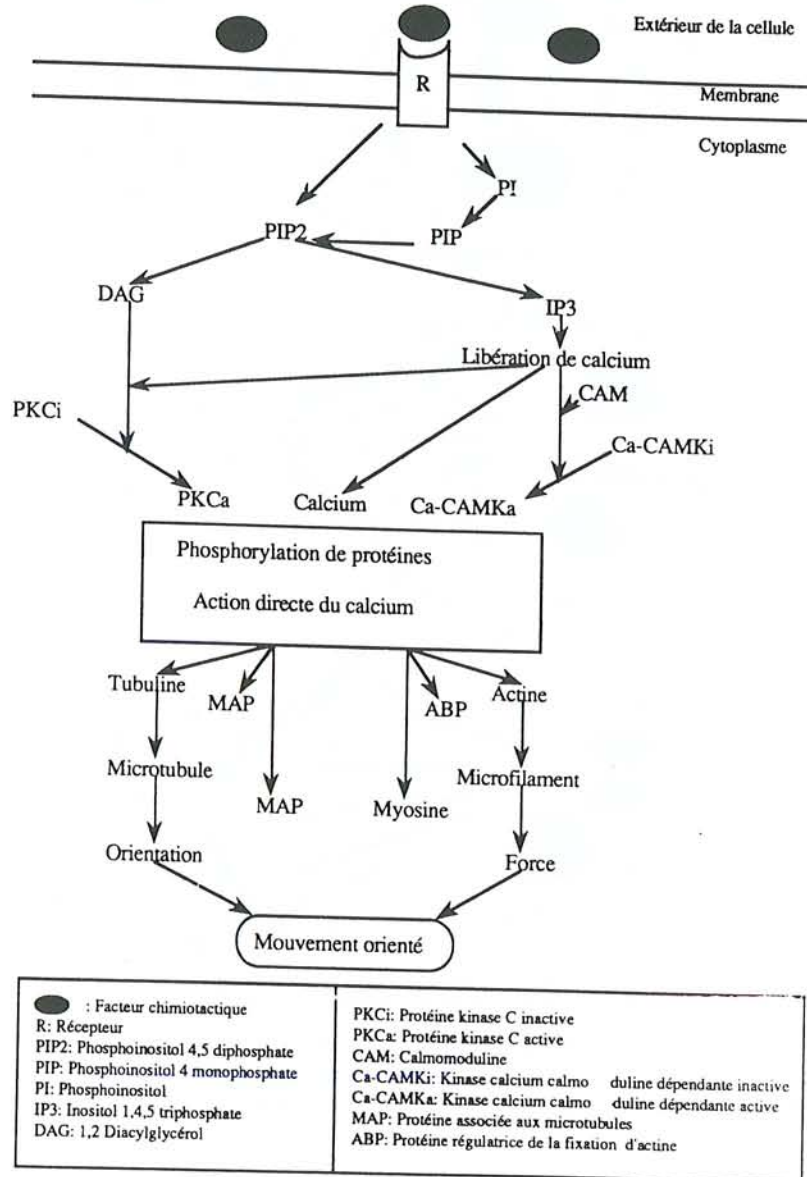 Extérieur de la cellule
R
Membrane
Cytoplasme
PI
PIP2
PIP
DAG
IP3
Libération de calcium
PKCi
CAM
Ca-CAMKi
PKCa
Calcium
Ca-CAMKa
Phosphorylation de protéines
Action directe du calcium
Tubuline
MAP
ABP
Actine
Microtubule
Microfilament
MAP
Myosine
Orientation
Force
Mouvement orienté
: Facteur chimiotactique
R: Récepteur
PIP2: Phosphoinositol 4,5 diphosphate
PIP: Phosphoinositol 4 monophosphate
PI: Phosphoinositol
IP3: Inositol 1,4,5 triphosphate
DAG: 1,2 Diacylglycérol
PKCi: Protéine kinase C inactive
PKCa: Protéine kinase C active
CAM: Calmomoduline
Ca-CAMKi: Kinase calcium calmo duline dépendante inactive
Ca-CAMKa: Kinase calcium calmo duline dépendante active
MAP: Protéine associée aux microtubules
ABP: Protéine régulatrice de la fixation d'actine